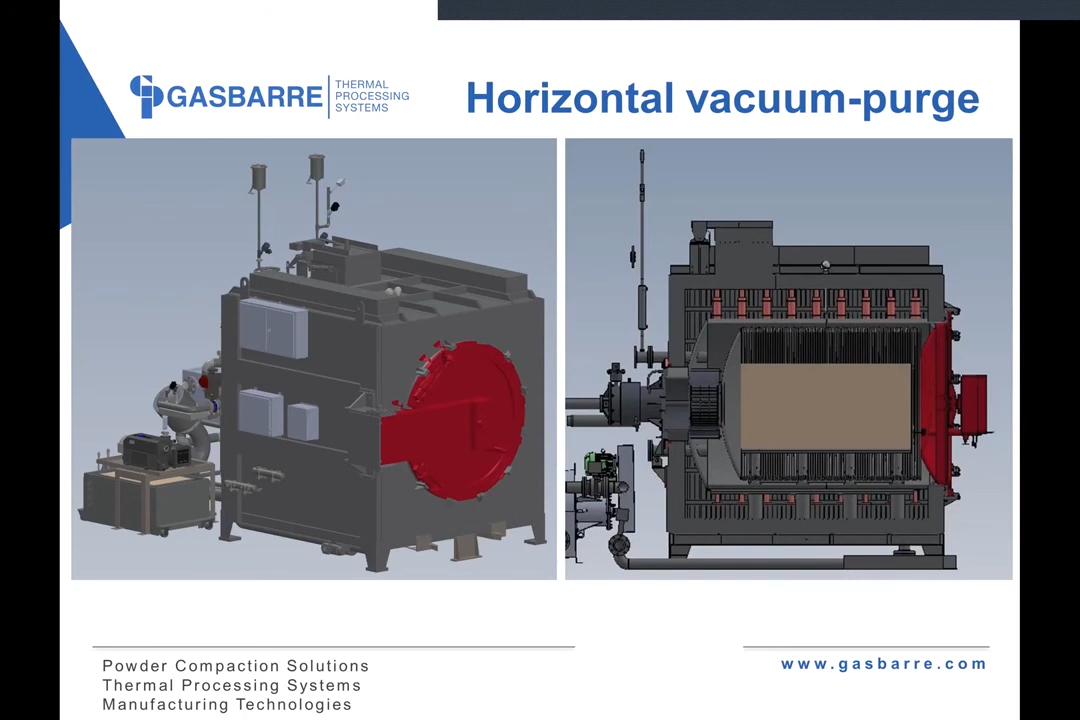 GASBARRE
THERMAL
PROCESSING
SYSTEMS
Horizontal vacuum-purge
Powder Compaction Solutions
Thermal Processing Systems
Manufacturing Technologies
www.gasbarre.com